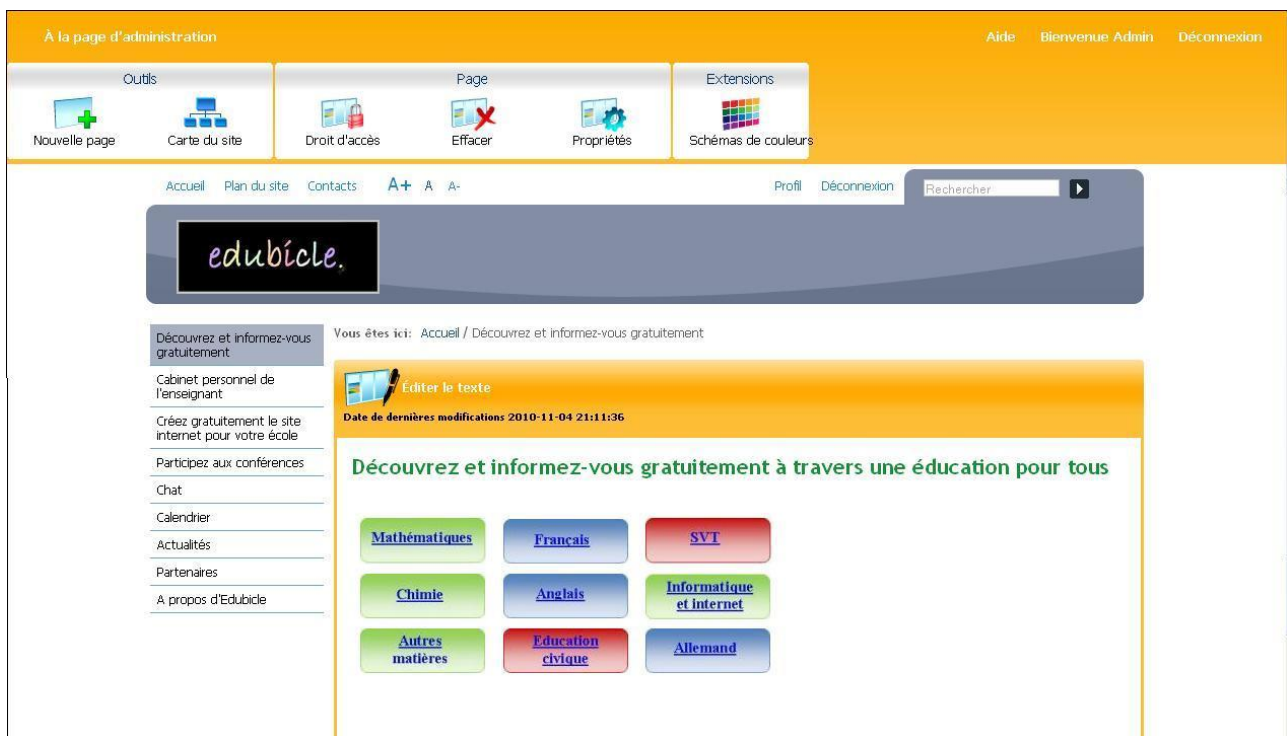 À la page d'administration
Aide Bienvenue Admin Déconnexion
Outils Page Extensions
Nouvelle page Carte du site Droit d'accès Effacer Propriétés Schémas de couleurs
Accueil Plan du site Contacts A+ A A- Profil Déconnexion Rechercher
edubicle.
Découvrez et informez-vous
gratuitement
Cabinet personnel de
l'enseignant
Créez gratuitement le site
internet pour votre école
Participez aux conférences
Chat
Calendrier
Actualités
Partenaires
A propos d'Edubicle
Vous êtes ici: Accueil / Découvrez et informez-vous gratuitement
Éditer le texte
Date de dernières modifications 2010-11-04 21:11:36
Découvrez et informez-vous gratuitement à travers une éducation pour tous
Mathématiques
Français
SVT
Chimie
Anglais
Informatique
et internet
Autres
matières
Education
civique
Allemand